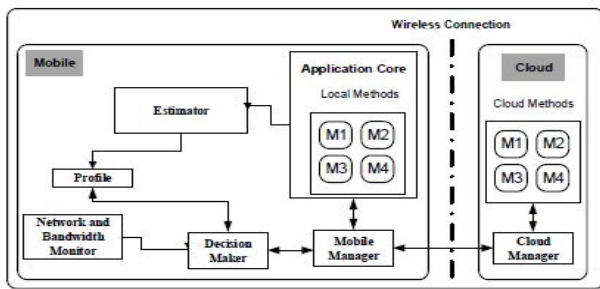 Wireless Connection
Mobile
Application Core
Local Methods
M1 M2
M3 M4
Estimator
Profile
Network and
Bandwidth
Monitor
Decision
Maker
Mobile
Manager
Cloud
Cloud Methods
M1 M2
M3 M4
Cloud
Manager